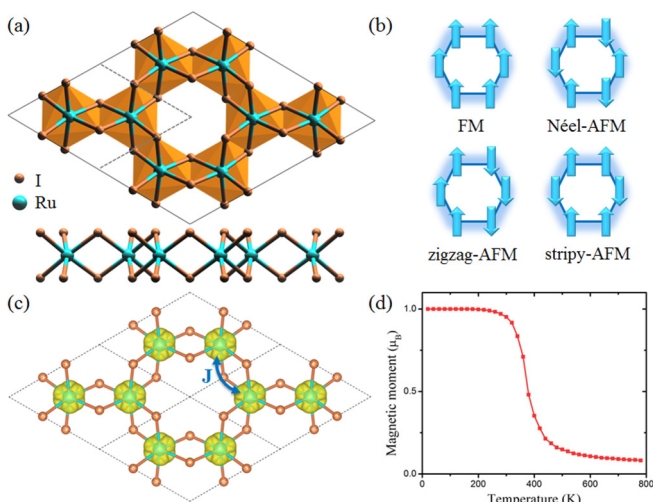 (a)
I
Ru
(b)
FM
Néel-AFM
zigzag-AFM
stripy-AFM
(c)
J
(d)
Magnetic moment (μB)
1.0
0.5
0.0
0
200
400
600
800
Temperature (K)